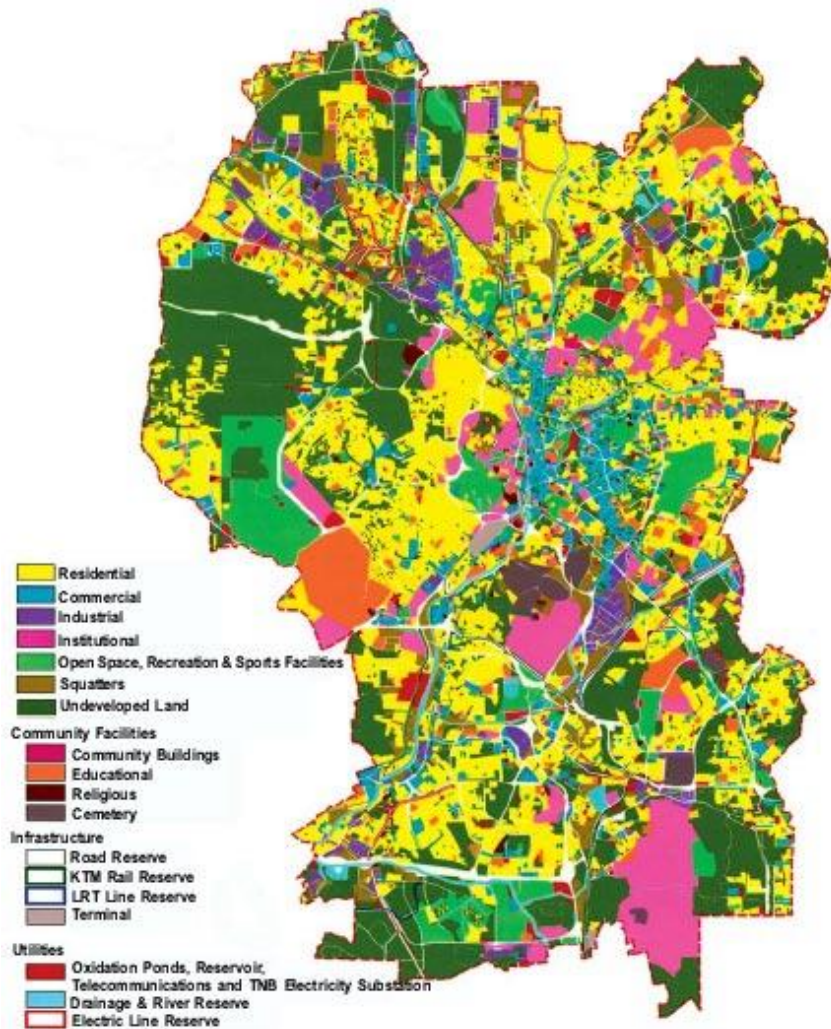 Residential
Commercial
Industrial
Institutional
Open Space, Recreation & Sports Facilities
Squatters
Undeveloped Land
Community Facilities
Community Buildings
Educational
Religious
Cemetery
Infrastructure
Road Reserve
KTM Rail Reserve
LRT Line Reserve
Terminal
Utilities
Oxidation Ponds, Reservoir,
Telecommunications and TNB Electricity Substation
Drainage & River Reserve
Electric Line Reserve